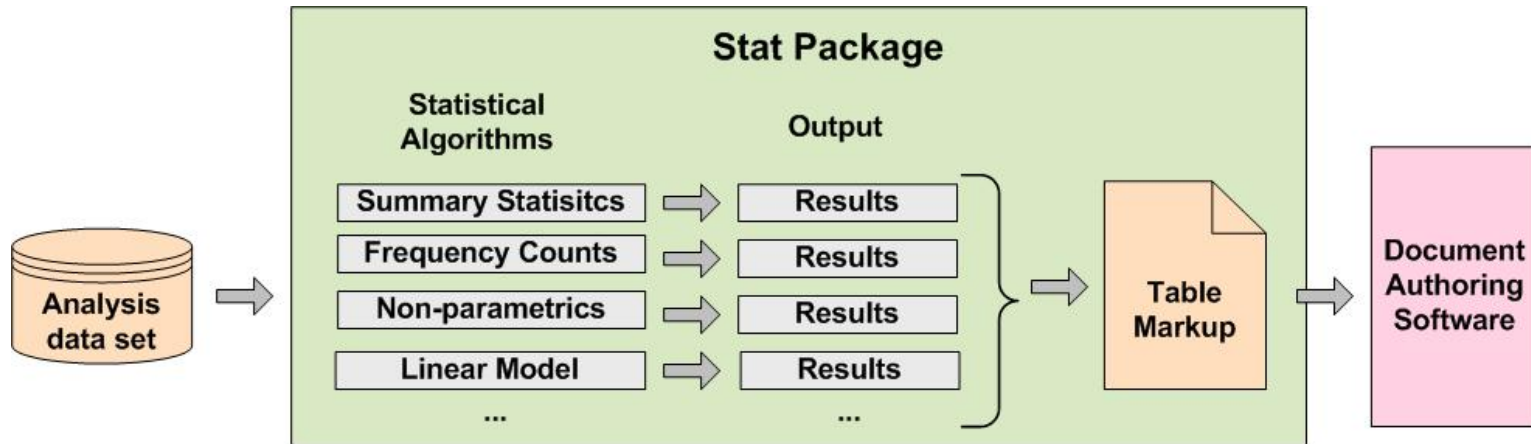 Stat Package
Statistical
Algorithms
Output
Summary Statisitcs
Results
Frequency Counts
Results
Non-parametrics
Results
Linear Model
Results
...
...
Analysis
data set
Table
Markup
Document
Authoring
Software